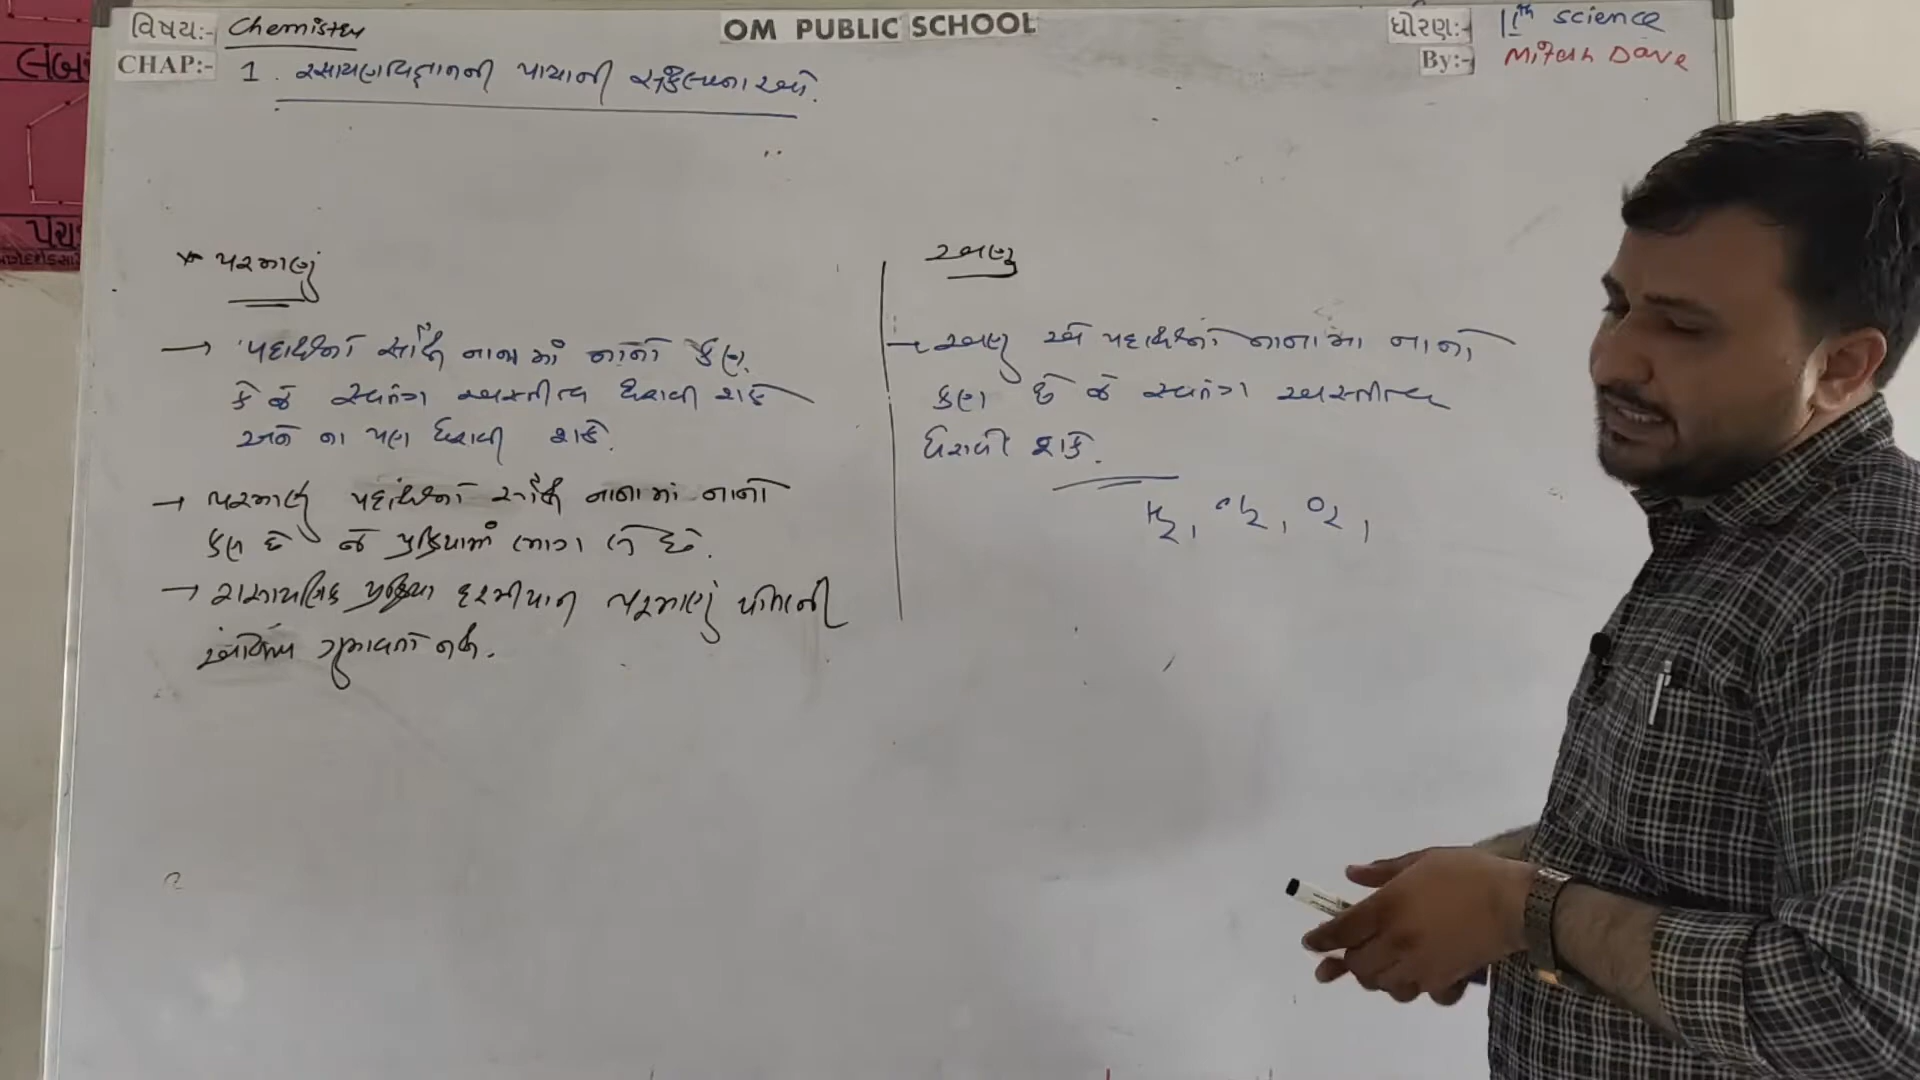 વિષય:- Chemistry
OM PUBLIC SCHOOL
ધોરણ:- 11th science
CHAP:- 1. રસાયણવિજ્ઞાનની પાયાની સંકલ્પનાઓ.
By:- Mitesh Dave
* પરમાણું
→ પદાર્થનો સૌથી નાનામાં નાનો કણ.
કે જે સ્વતંત્ર અસ્તીત્વ ધરાવી શકે
અને ના પણ ધરાવી શકે.
→ પરમાણું પદાર્થનો સૌથી નાનામાં નાનો
કણ છે જે પ્રક્રિયામાં ભાગ લે છે.
→ રાસાયણિક પ્રક્રિયા દરમીયાન પરમાણું પોતાની
ગુમાવતો નથી.
અણુ
→ અણુ એ પદાર્થનો નાનામાં નાનો
કણ છે જે સ્વતંત્ર અસ્તીત્વ
ધરાવી શકે.
H2, Cl2, O2,
લંબ